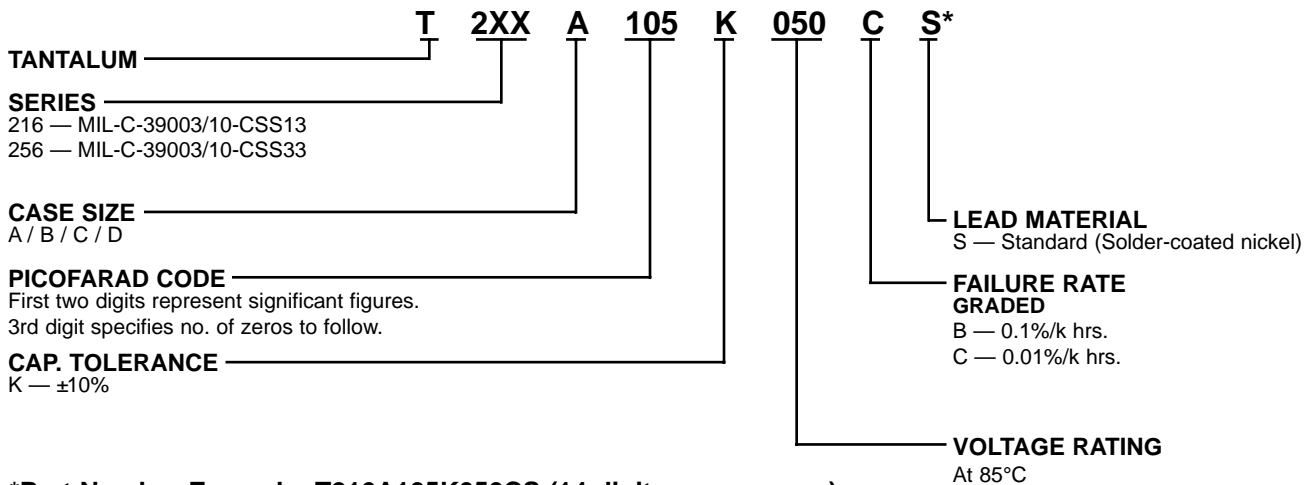 T 2XX A 105 K 050 C S*
TANTALUM
SERIES
216 — MIL-C-39003/10-CSS13
256 — MIL-C-39003/10-CSS33
CASE SIZE
A / B / C / D
PICOFARAD CODE
First two digits represent significant figures.
3rd digit specifies no. of zeros to follow.
CAP. TOLERANCE
K — ±10%
LEAD MATERIAL
S — Standard (Solder-coated nickel)
FAILURE RATE
GRADED
B — 0.1%/k hrs.
C — 0.01%/k hrs.
VOLTAGE RATING
At 85°C